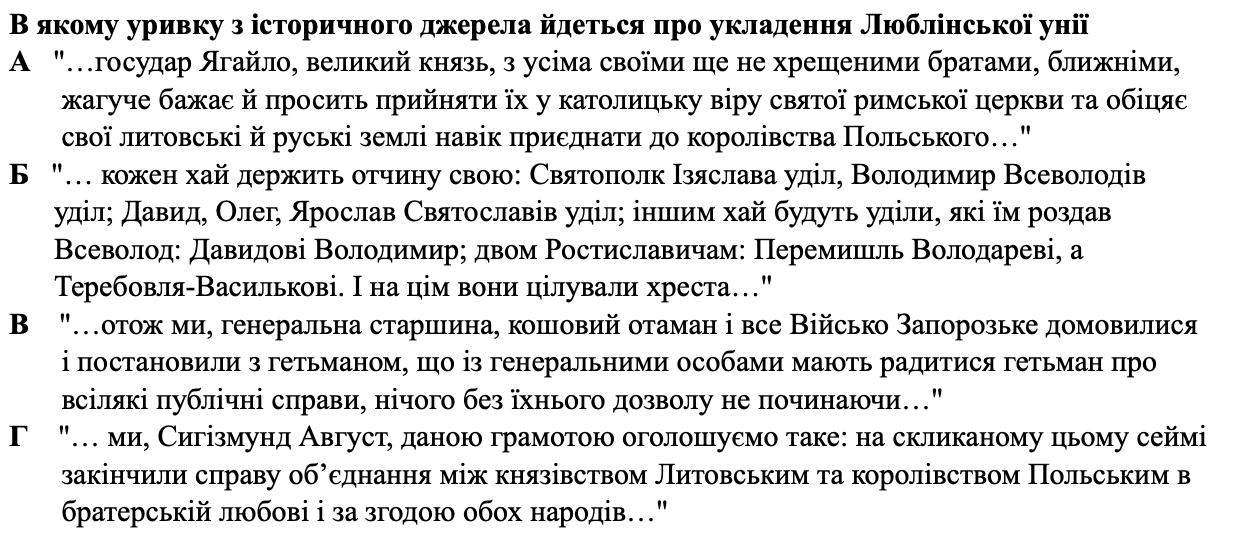 В якому уривку з історичного джерела йдеться про укладення Люблінської унії
А "…государ Ягайло, великий князь, з усіма своїми ще не хрещеними братами, ближніми,
жагуче бажає й просить прийняти їх у католицьку віру святої римської церкви та обіцяє
свої литовські й руські землі навік приєднати до королівства Польського…"
Б "… кожен хай держить отчину свою: Святополк Ізяслава уділ, Володимир Всеволодів
уділ; Давид, Олег, Ярослав Святославів уділ; іншим хай будуть уділи, які їм роздав
Всеволод: Давидові Володимир; двом Ростиславичам: Перемишль Володареві, а
Теребовля-Василькові. І на цім вони цілували хреста…"
В "…отож ми, генеральна старшина, кошовий отаман і все Військо Запорозьке домовилися
і постановили з гетьманом, що із генеральними особами мають радитися гетьман про
всілякі публічні справи, нічого без їхнього дозволу не починаючи…"
Г "… ми, Сигізмунд Август, даною грамотою оголошуємо таке: на скликаному цьому сеймі
закінчили справу об’єднання між князівством Литовським та королівством Польським в
братерській любові і за згодою обох народів…"